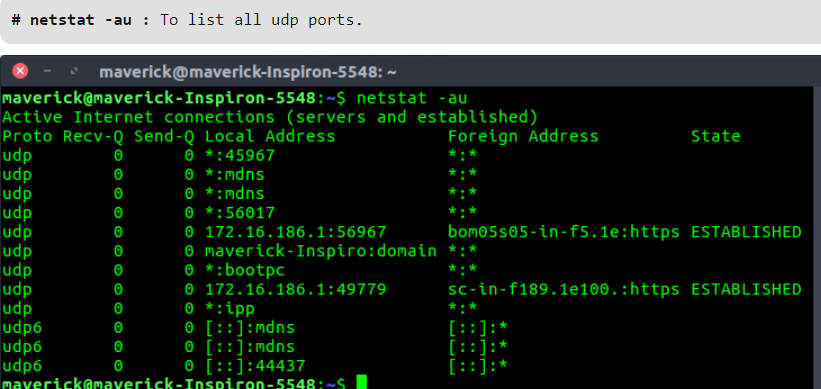 # netstat -au : To list all udp ports.
maverick@maverick-Inspiron-5548: ~
maverick@maverick-Inspiron-5548:~$ netstat -au
Active Internet connections (servers and established)
Proto Recv-Q Send-Q Local Address           Foreign Address         State
udp        0      0 *:45967                 *:*
udp        0      0 *:mdns                  *:*
udp        0      0 *:mdns                  *:*
udp        0      0 *:56017                 *:*
udp        0      0 172.16.186.1:56967      bom05s05-in-f5.1e:https ESTABLISHED
udp        0      0 maverick-Inspiro:domain *:*
udp        0      0 *:bootpc                *:*
udp        0      0 172.16.186.1:49779      sc-in-f189.1e100.:https ESTABLISHED
udp        0      0 *:ipp                   *:*
udp6       0      0 [::]:mdns               [::]:*
udp6       0      0 [::]:mdns               [::]:*
udp6       0      0 [::]:44437              [::]:*
maverick@maverick-Inspiron-5548:~$